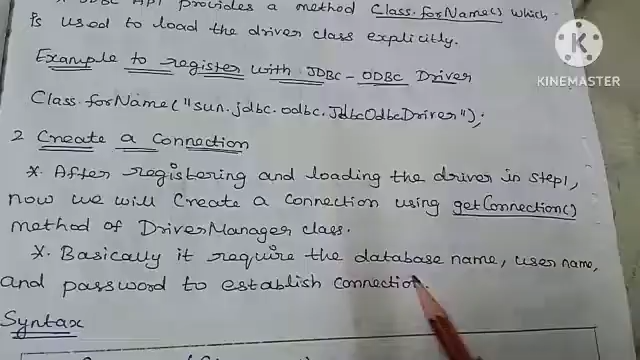 * JDBC API provides a method Class.forName() which
is used to load the driver class explicitly.
Example to register with JDBC-ODBC Driver
Class.forName("sun.jdbc.odbc.JdbcOdbcDriver");
2 Create a Connection
* After registering and loading the driver in step1,
now we will create a connection using getConnection()
method of DriverManager class.
* Basically it require the database name, user name,
and password to establish connection.
Syntax
KINEMASTER